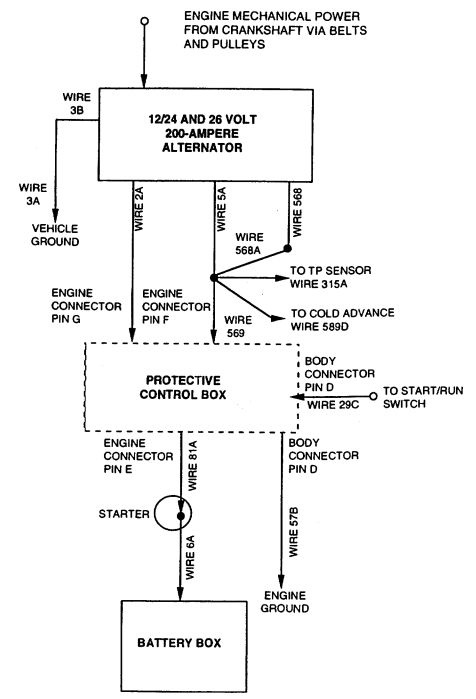 ENGINE MECHANICAL POWER
FROM CRANKSHAFT VIA BELTS
AND PULLEYS
WIRE
3B
12/24 AND 26 VOLT
200-AMPERE
ALTERNATOR
WIRE
3A
VEHICLE
GROUND
WIRE 2A
WIRE 5A
WIRE 568
WIRE
568A
TO TP SENSOR
WIRE 315A
ENGINE
CONNECTOR
PIN G
ENGINE
CONNECTOR
PIN F
WIRE
569
TO COLD ADVANCE
WIRE 589D
PROTECTIVE
CONTROL BOX
BODY
CONNECTOR
PIN D
WIRE 29C
TO START/RUN
SWITCH
ENGINE
CONNECTOR
PIN E
WIRE 81A
BODY
CONNECTOR
PIN D
STARTER
WIRE 6A
WIRE 57B
ENGINE
GROUND
BATTERY BOX